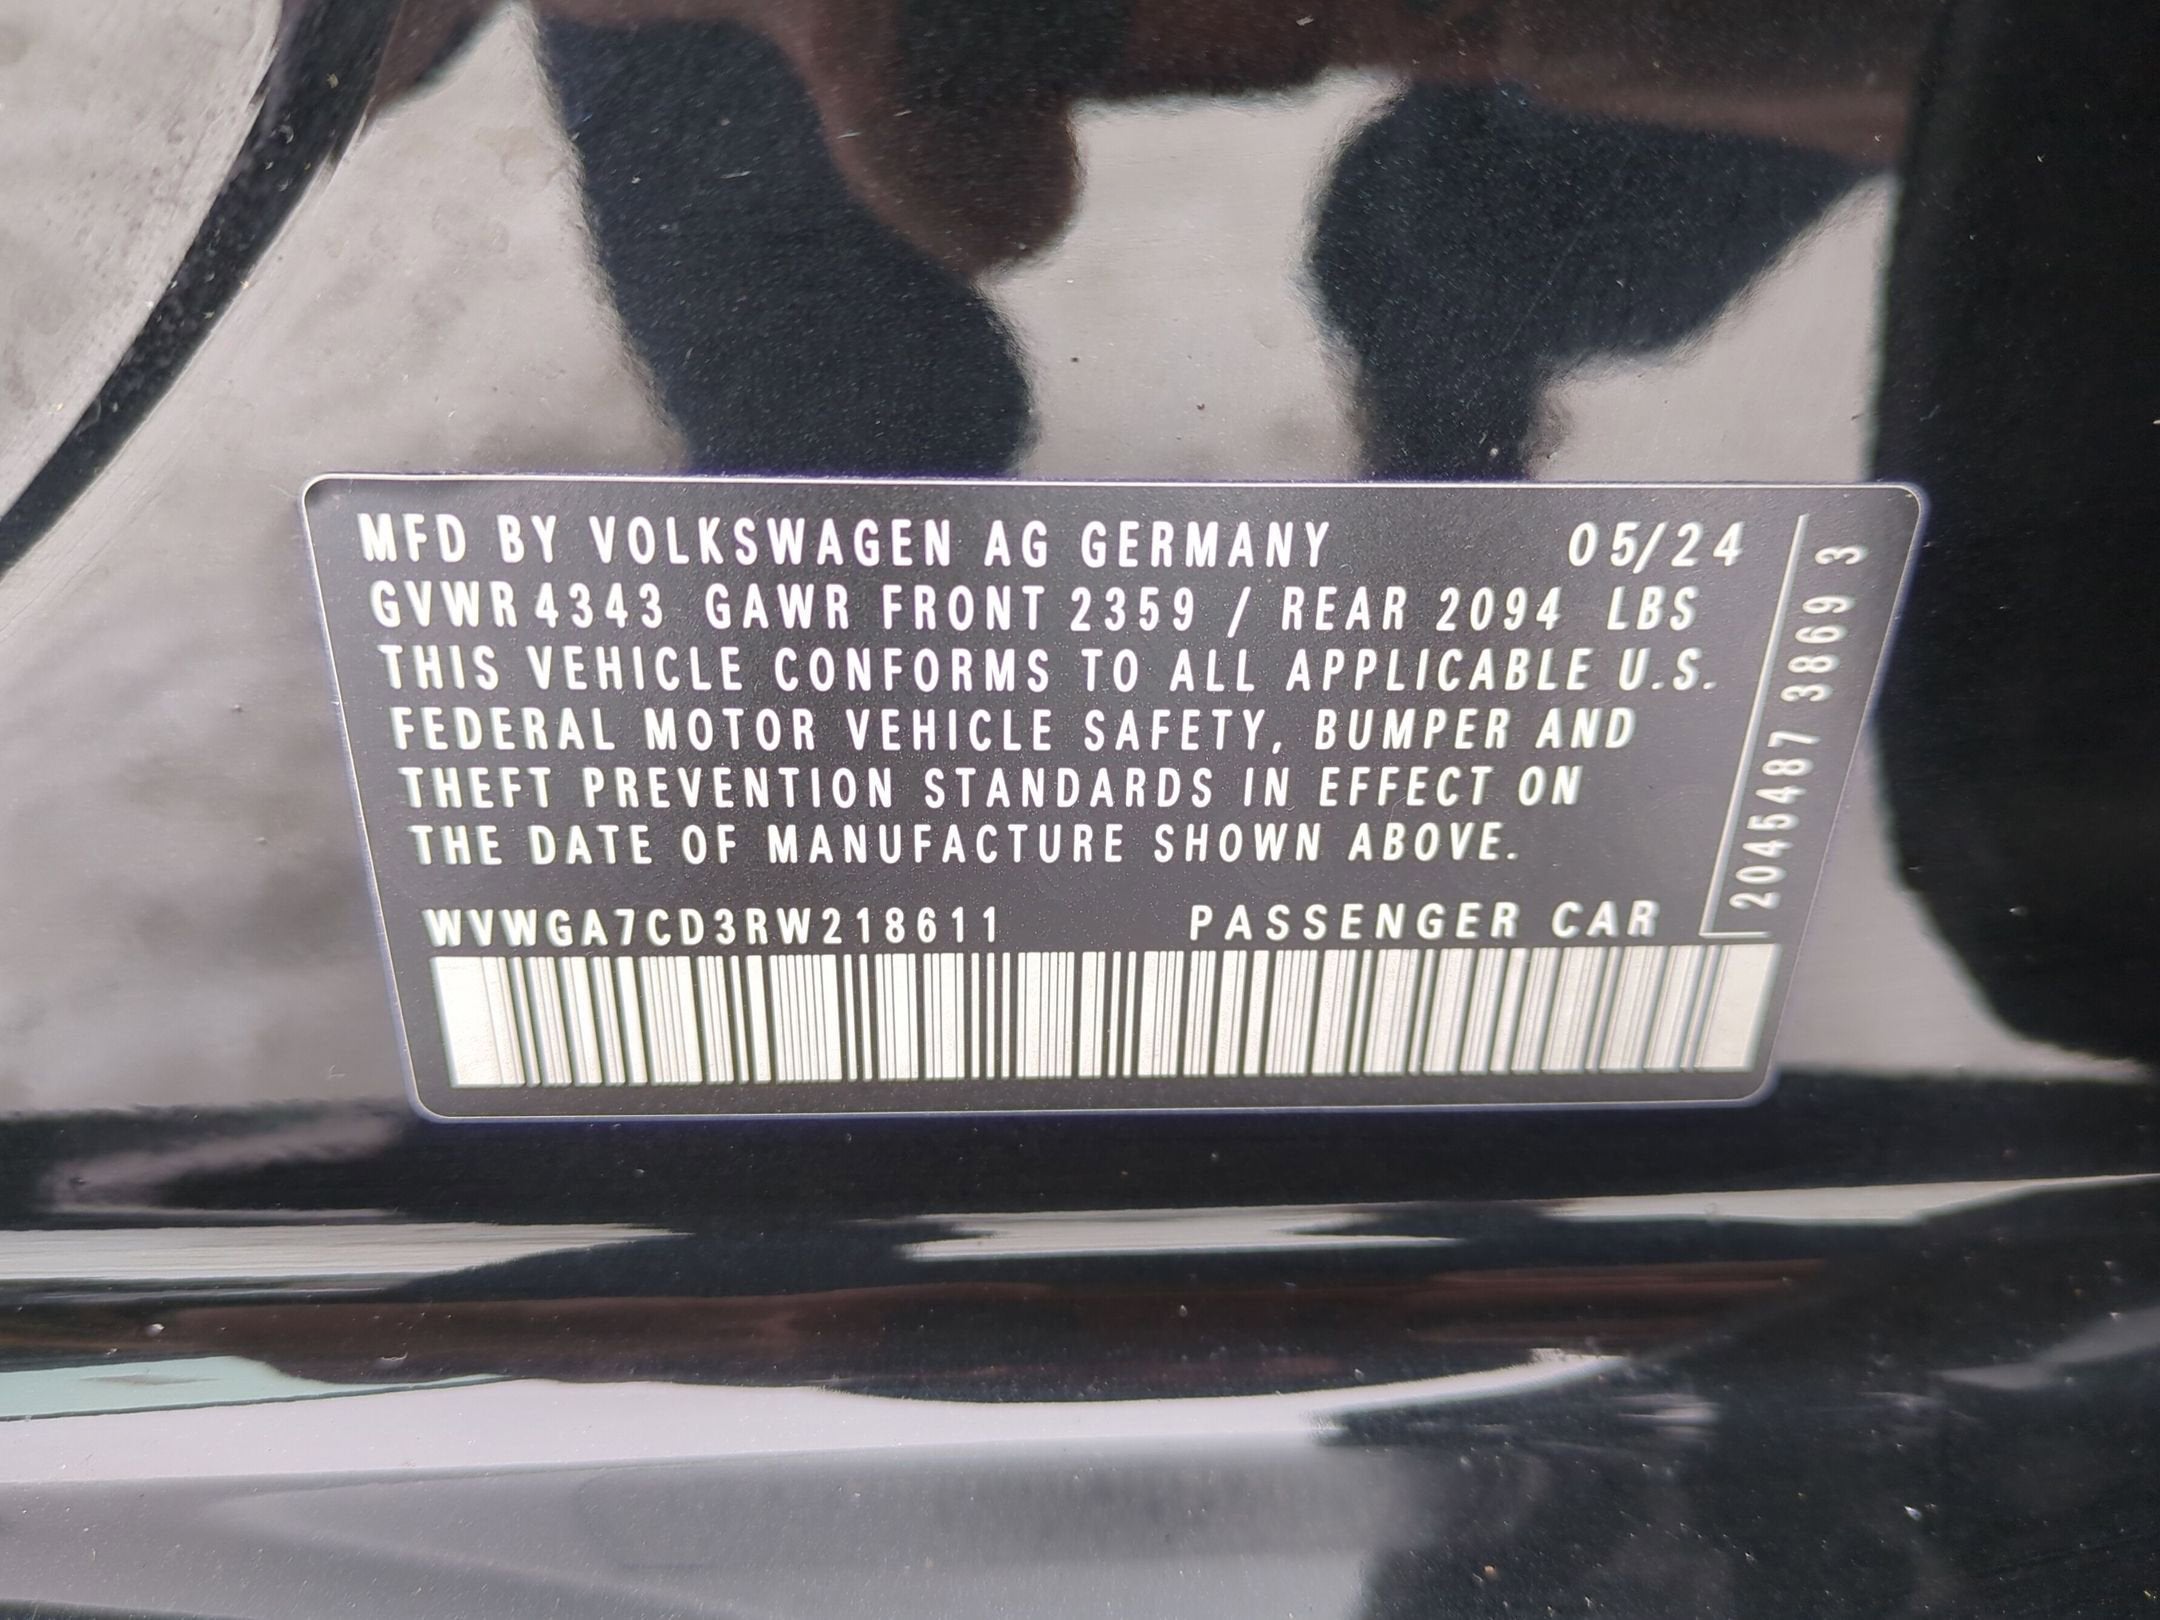 MFD BY VOLKSWAGEN AG GERMANY 05/24
GVWR 4343 GAWR FRONT 2359 / REAR 2094 LBS
THIS VEHICLE CONFORMS TO ALL APPLICABLE U.S.
FEDERAL MOTOR VEHICLE SAFETY, BUMPER AND
THEFT PREVENTION STANDARDS IN EFFECT ON
THE DATE OF MANUFACTURE SHOWN ABOVE.
WVWGA7CD3RW218611 PASSENGER CAR
2045487 3869 3